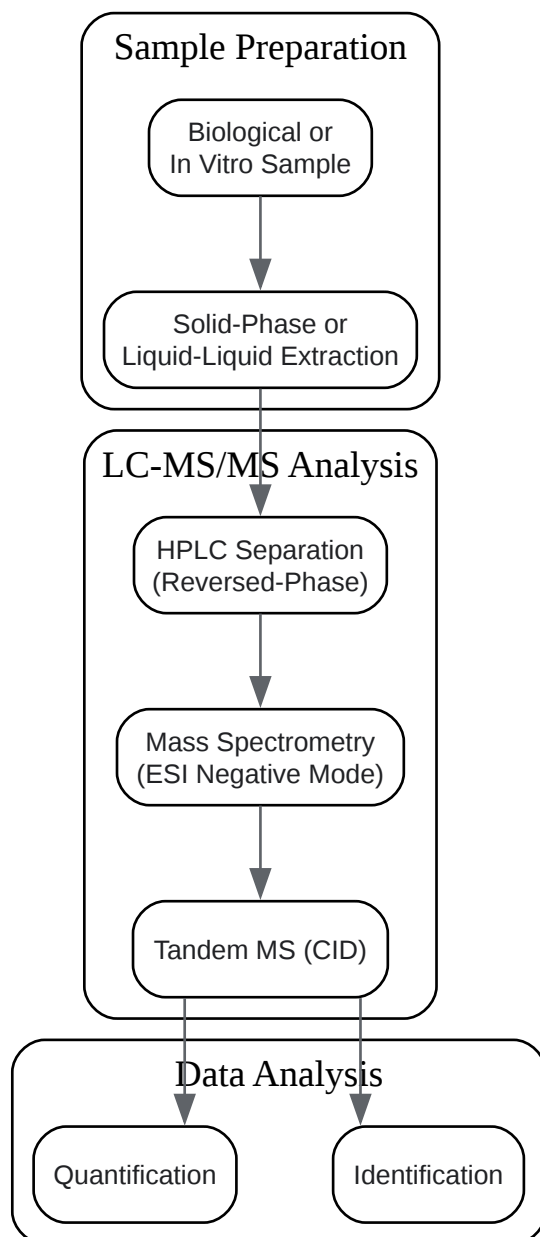 Sample Preparation
Biological or
In Vitro Sample
Solid-Phase or
Liquid-Liquid Extraction
LC-MS/MS Analysis
HPLC Separation
(Reversed-Phase)
Mass Spectrometry
(ESI Negative Mode)
Tandem MS (CID)
Data Analysis
Quantification
Identification